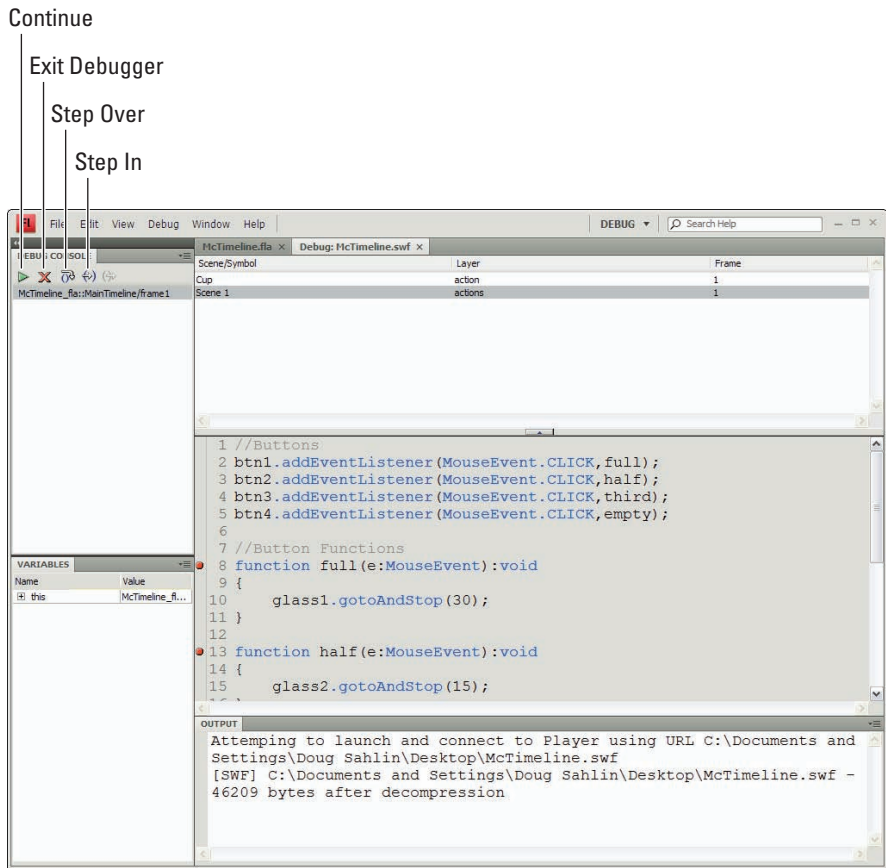 Continue
Exit Debugger
Step Over
Step In
FL File Edit View Debug Window Help DEBUG Search Help
McTimeline.fla × Debug: McTimeline.swf ×
DEBUG CONSOLE
McTimeline_fla::MainTimeline/frame1
Scene/Symbol Layer Frame
Cup action 1
Scene 1 actions 1
1 //Buttons
2 btn1.addEventListener(MouseEvent.CLICK,full);
3 btn2.addEventListener(MouseEvent.CLICK,half);
4 btn3.addEventListener(MouseEvent.CLICK,third);
5 btn4.addEventListener(MouseEvent.CLICK,empty);
6
7 //Button Functions
8 function full(e:MouseEvent):void
9 {
10 glass1.gotoAndStop(30);
11 }
12
13 function half(e:MouseEvent):void
14 {
15 glass2.gotoAndStop(15);
VARIABLES
Name Value
this McTimeline_fl...
OUTPUT
Attemping to launch and connect to Player using URL C:\Documents and
Settings\Doug Sahlin\Desktop\McTimeline.swf
[SWF] C:\Documents and Settings\Doug Sahlin\Desktop\McTimeline.swf -
46209 bytes after decompression